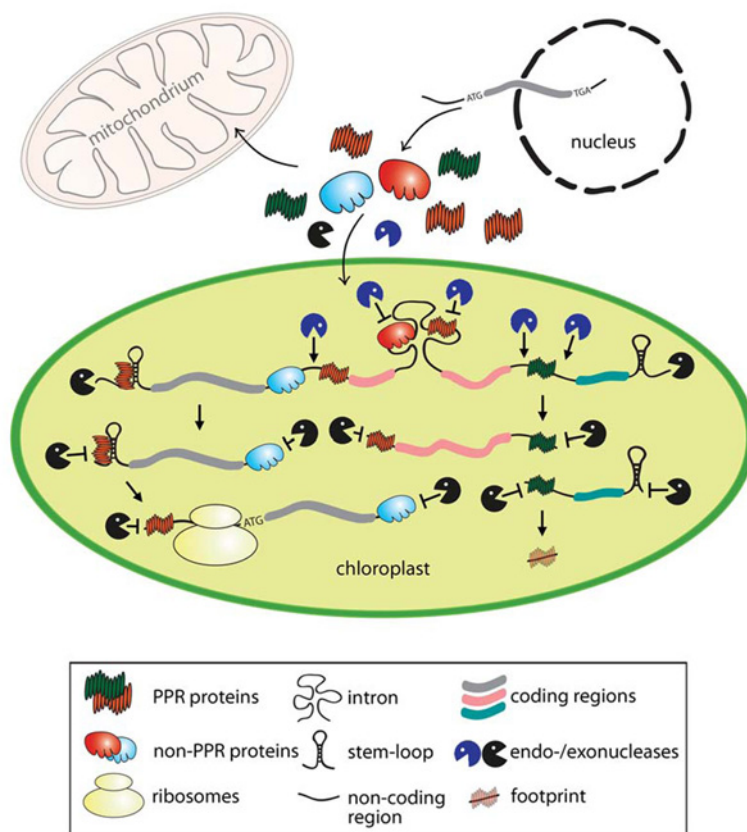 mitochondrium
ATG
TGA
nucleus
ATG
chloroplast
PPR proteins
intron
coding regions
non-PPR proteins
stem-loop
endo-/exonucleases
ribosomes
non-coding
region
footprint